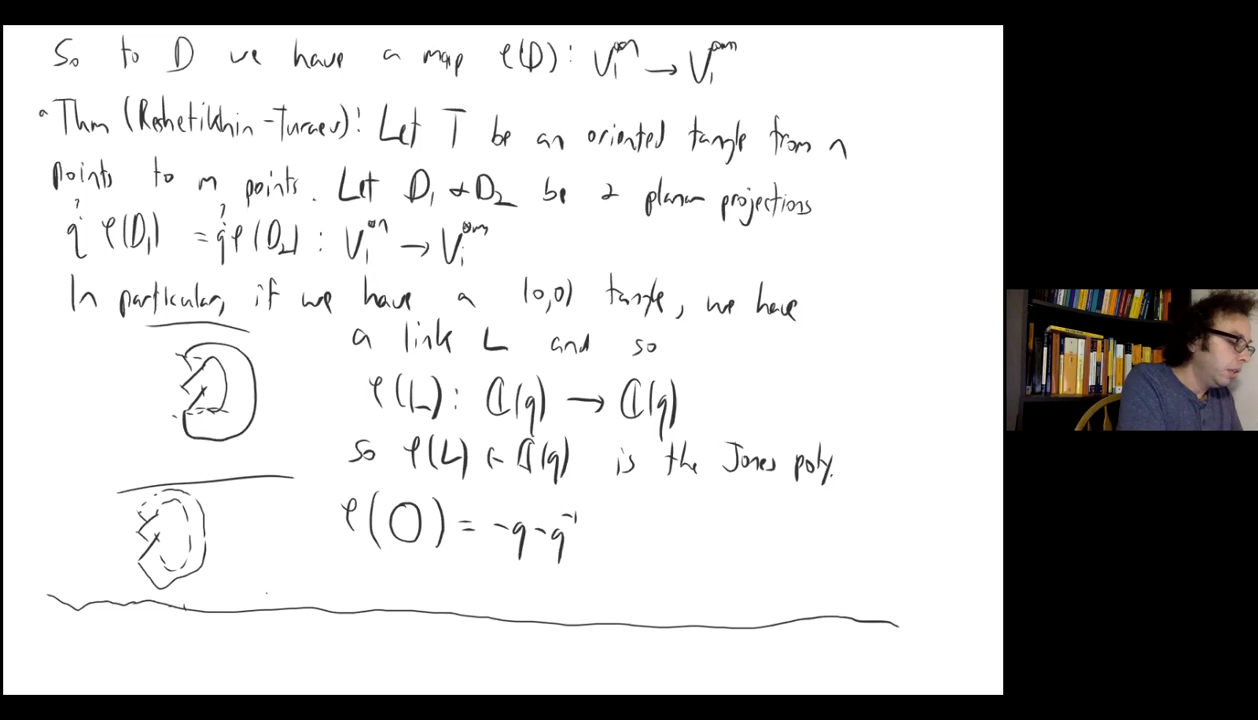 So to D we have a map φ(D): V₁^⊗n → V₁^⊗m
Thm (Reshetikhin-Turaev): Let T be an oriented tangle from n
points to m points. Let D₁ & D₂ be 2 planar projections
q^? φ(D₁) = q^? φ(D₂) : V₁^⊗n → V₁^⊗m
In particular, if we have a (0,0) tangle, we have
a link L and so
φ(L): ℂ(q) → ℂ(q)
so φ(L) ∈ ℂ(q) is the Jones poly.
φ(O) = -q-q⁻¹